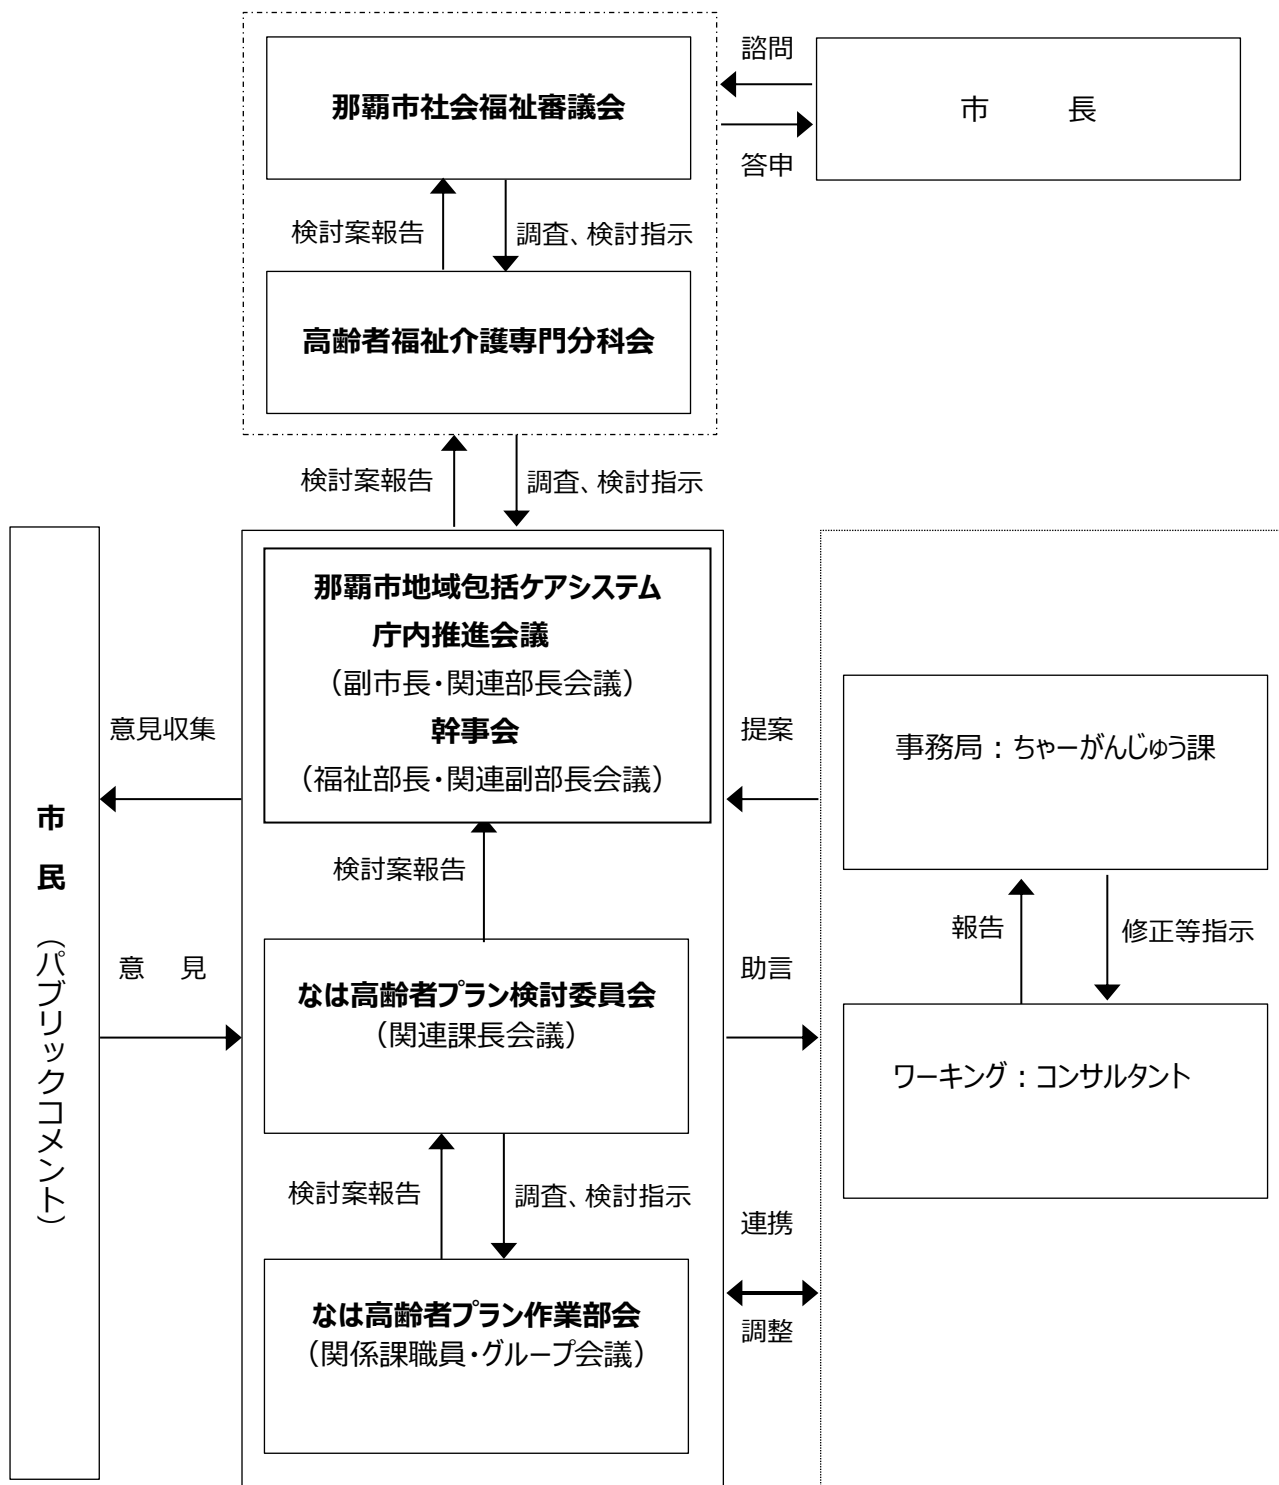 諮問
那覇市社会福祉審議会
市　長
答申
検討案報告
調査、検討指示
高齢者福祉介護専門分科会
検討案報告
調査、検討指示
那覇市地域包括ケアシステム
庁内推進会議
（副市長・関連部長会議）
幹事会
（福祉部長・関連副部長会議）
意見収集
提案
事務局：ちゃーがんじゅう課
市民（パブリックコメント）
検討案報告
報告
修正等指示
意　見
なは高齢者プラン検討委員会
（関連課長会議）
助言
ワーキング：コンサルタント
検討案報告
調査、検討指示
連携
なは高齢者プラン作業部会
（関係課職員・グループ会議）
調整